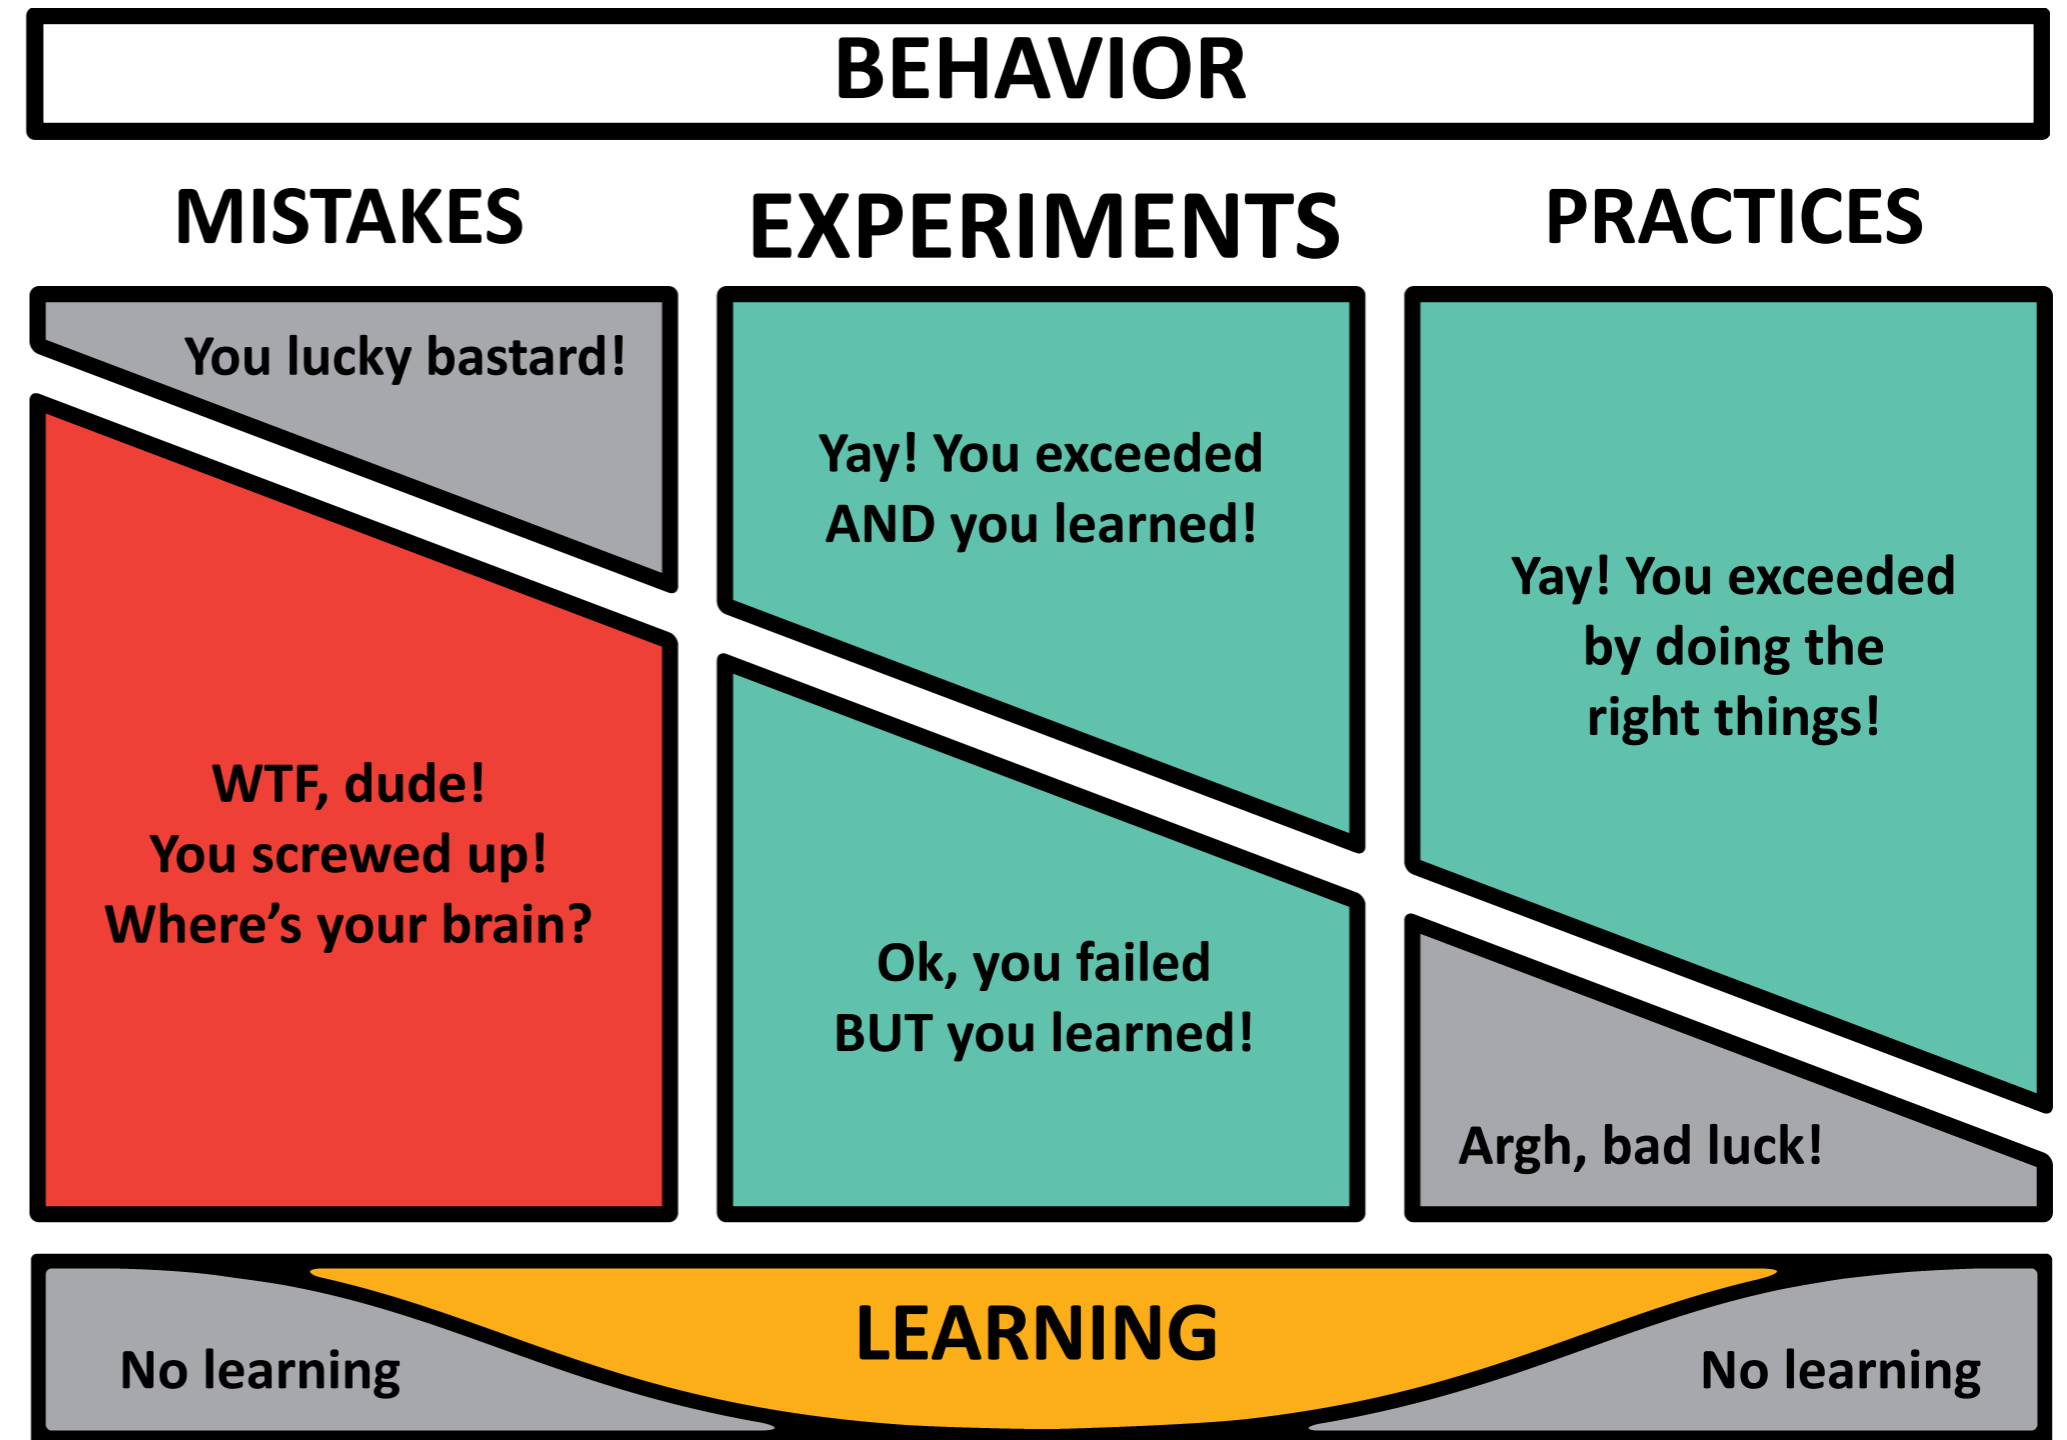 BEHAVIOR
MISTAKES
EXPERIMENTS
PRACTICES
You lucky bastard!
WTF, dude!
You screwed up!
Where’s your brain?
Yay! You exceeded
AND you learned!
Ok, you failed
BUT you learned!
Yay! You exceeded
by doing the
right things!
Argh, bad luck!
No learning
LEARNING
No learning